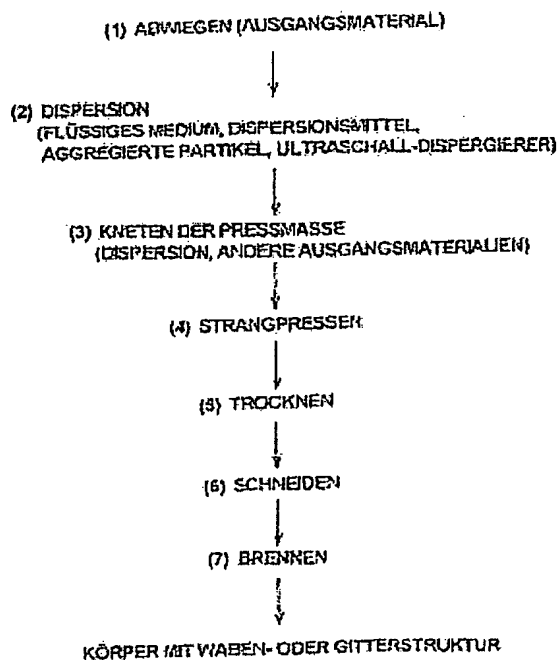 (1) ABWIEGEN (AUSGANGSMATERIAL)
(2) DISPERSION
(FLÜSSIGES MEDIUM, DISPERSIONSMITTEL,
AGGREGIERTE PARTIKEL, ULTRASCHALL-DISPERGIERER)
(3) KNETEN DER PRESSMASSE
(DISPERSION, ANDERE AUSGANGSMATERIALIEN)
(4) STRANGPRESSEN
(5) TROCKNEN
(6) SCHNEIDEN
(7) BRENNEN
KÖRPER MIT WABEN- ODER GITTERSTRUKTUR